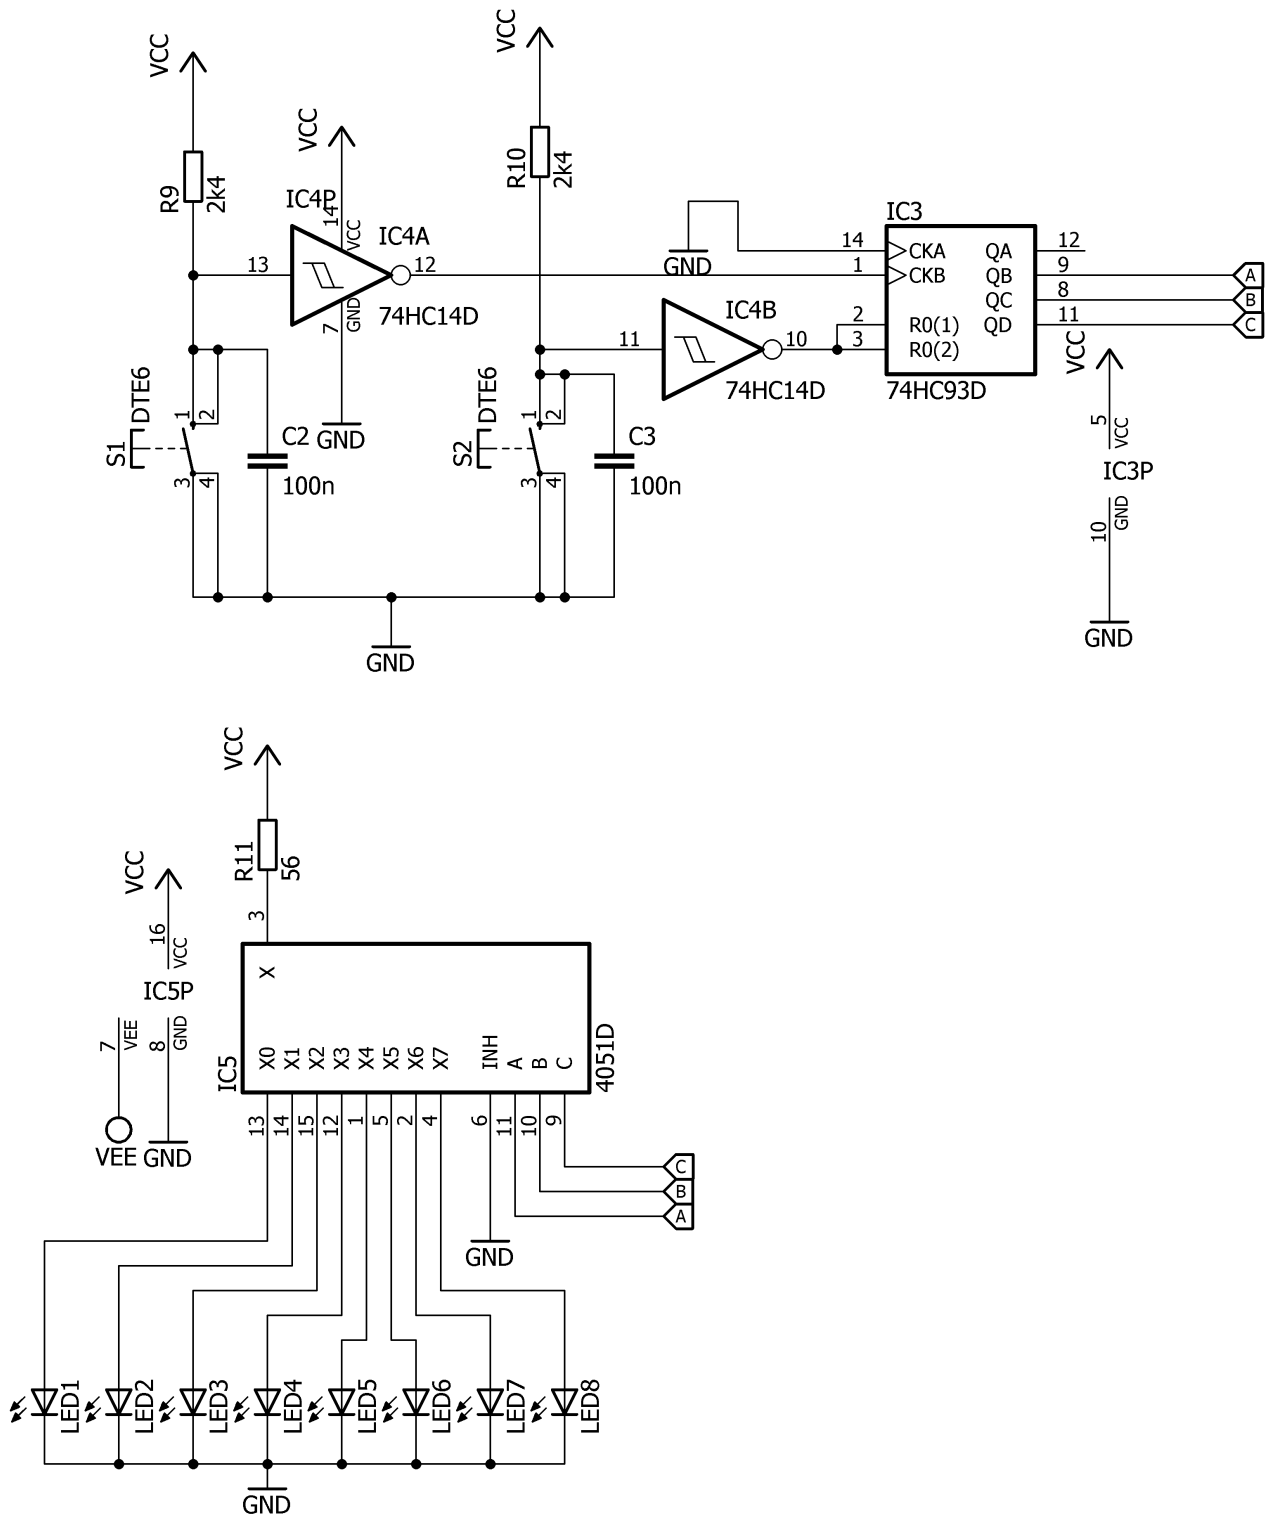 VCC
VCC
VCC
R9
2k4
R10
2k4
IC4P
14
VCC
IC4A
13
12
74HC14D
7
GND
GND
IC3
14
CKA
QA
12
1
CKB
QB
9
A
QC
8
B
2
R0(1)
QD
11
C
3
R0(2)
74HC93D
GND
IC4B
11
10
74HC14D
VCC
5
VCC
IC3P
10
GND
GND
S1
DTE6
1
2
3
4
C2
100n
S2
DTE6
1
2
3
4
C3
100n
GND
VCC
R11
56
3
VCC
16
VCC
IC5P
7
VEE
8
GND
VEE
GND
X
IC5
X0
X1
X2
X3
X4
X5
X6
X7
INH
A
B
C
4051D
13
14
15
12
1
5
2
4
6
11
10
9
C
B
A
GND
LED1
LED2
LED3
LED4
LED5
LED6
LED7
LED8
GND